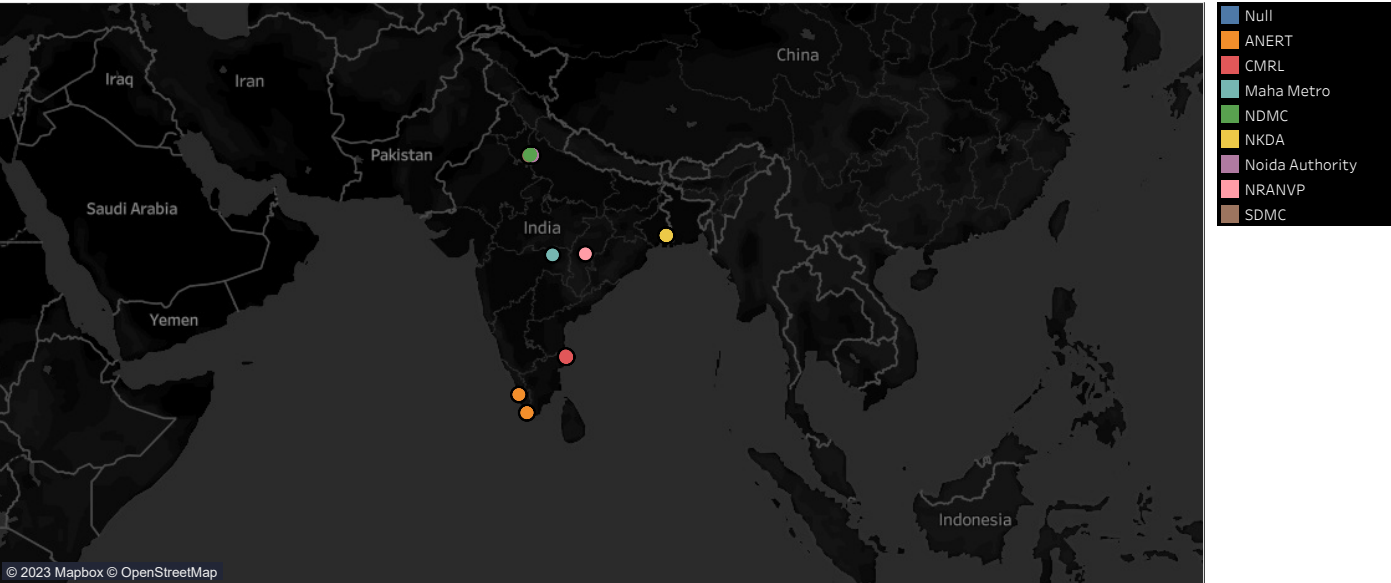 China
Iraq
Iran
Pakistan
Saudi Arabia
India
Yemen
Indonesia
© 2023 Mapbox © OpenStreetMap
Null
ANERT
CMRL
Maha Metro
NDMC
NKDA
Noida Authority
NRANVP
SDMC